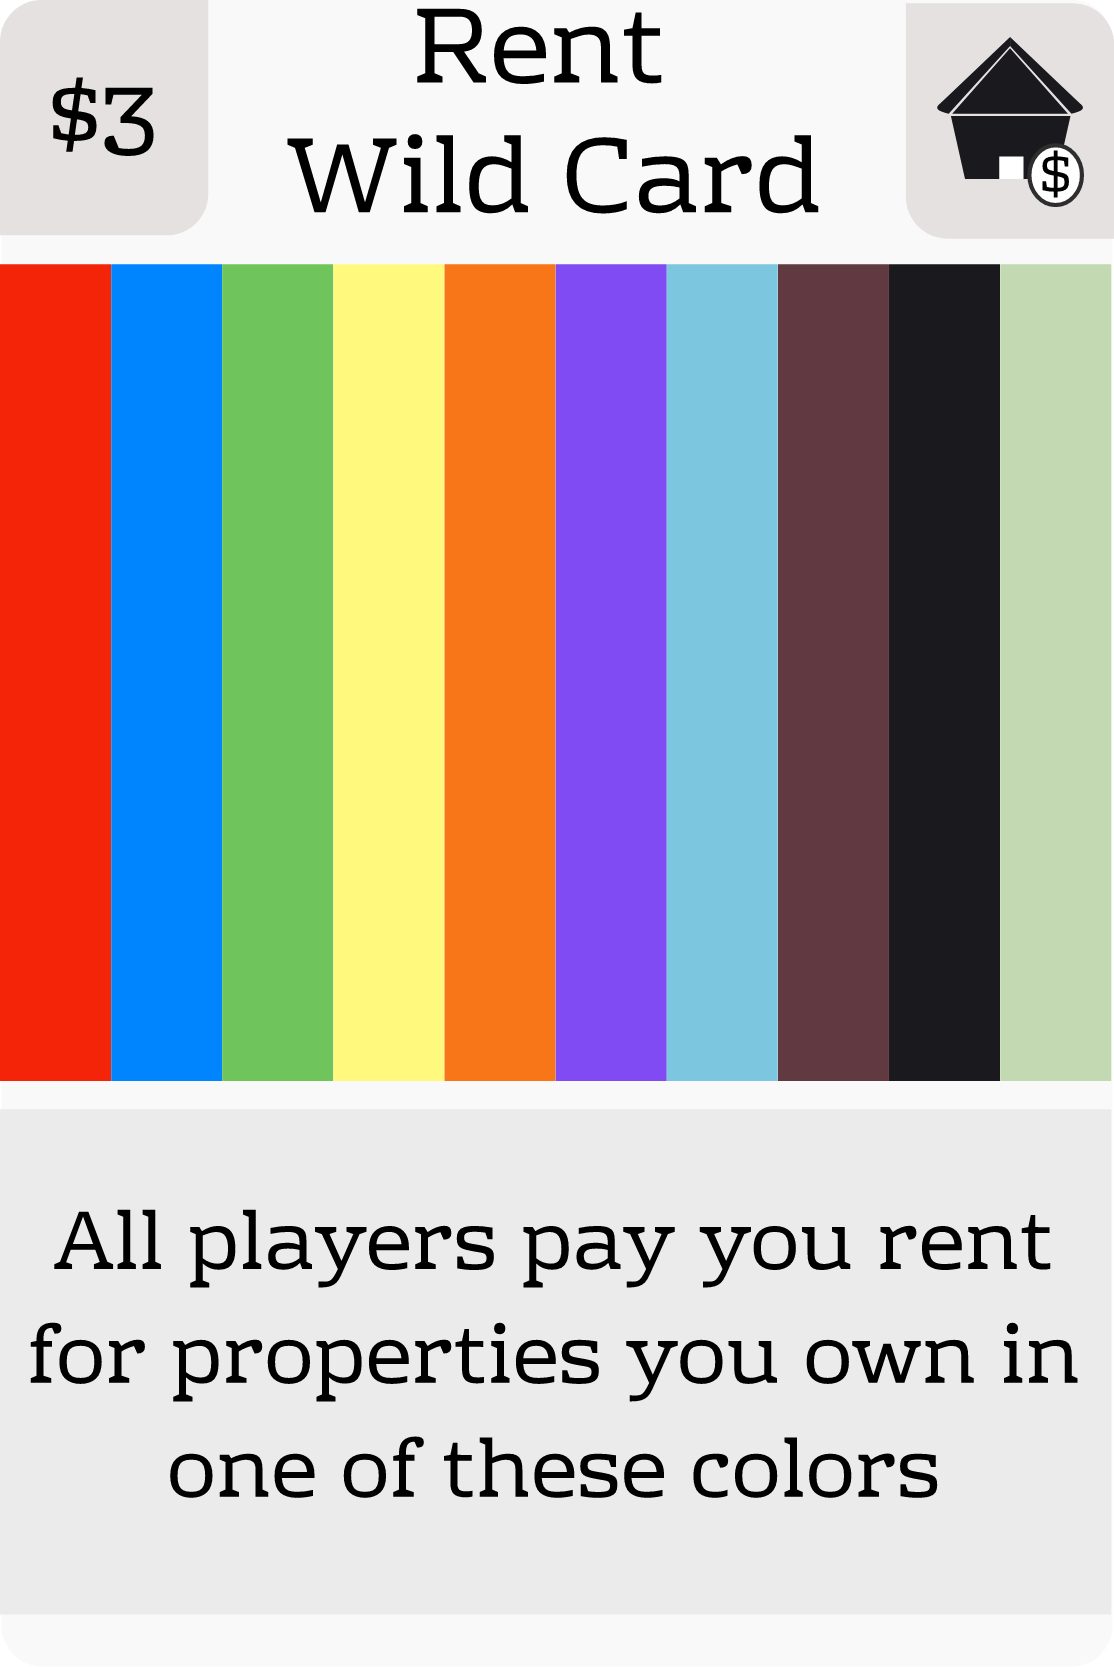 $3
Rent
Wild Card
$
All players pay you rent
for properties you own in
one of these colors